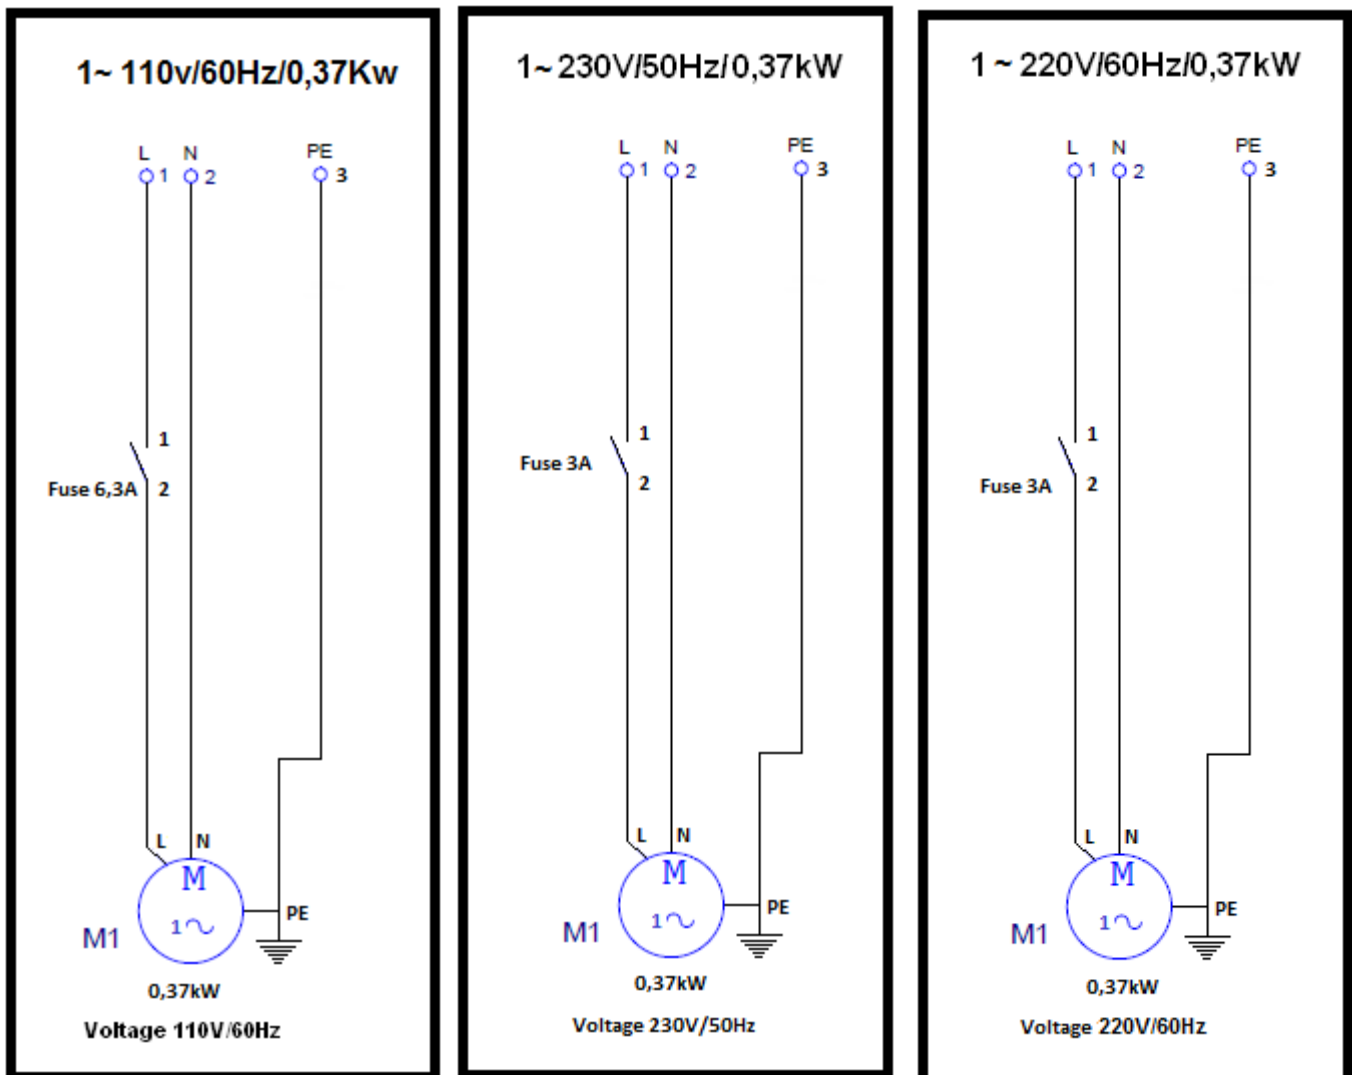 1~ 110v/60Hz/0,37Kw
L N PE
1 2 3
1
Fuse 6,3A 2
L N
M
1
PE
M1
0,37kW
Voltage 110V/60Hz
1~ 230V/50Hz/0,37kW
L N PE
1 2 3
1
Fuse 3A
2
L N
M
1
PE
M1
0,37kW
Voltage 230V/50Hz
1 ~ 220V/60Hz/0,37kW
L N PE
1 2 3
1
Fuse 3A 2
L N
M
1
PE
M1
0,37kW
Voltage 220V/60Hz